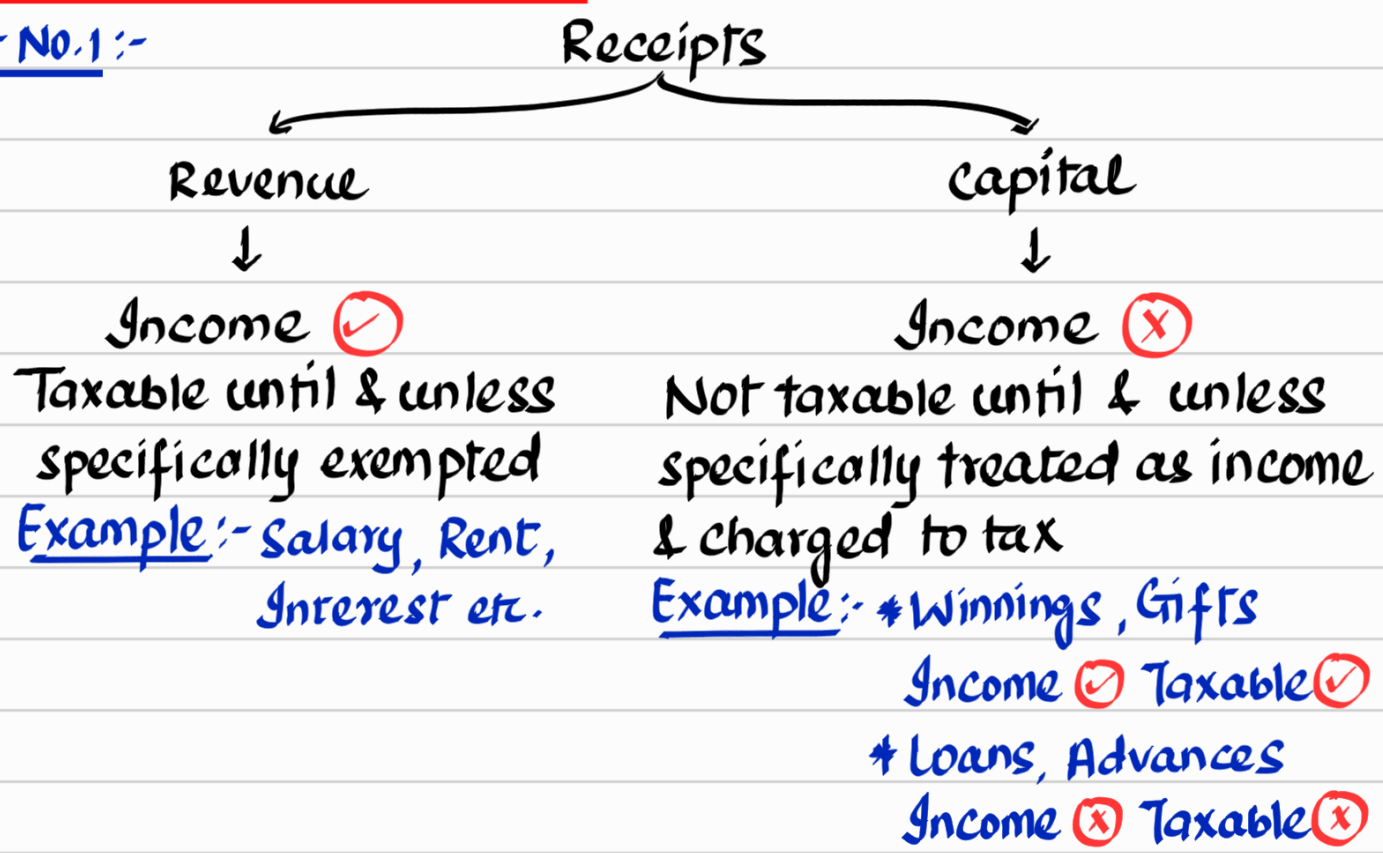 No.1:-
Receipts
Revenue
Capital
↓
↓
Income ✓
Income ✗
Taxable until & unless
Not taxable until & unless
specifically exempted
specifically treated as income
Example:- Salary, Rent,
& charged to tax
Interest etc.
Example:- *Winnings, Gifts
Income ✓ Taxable ✓
* Loans, Advances
Income ✗ Taxable ✗